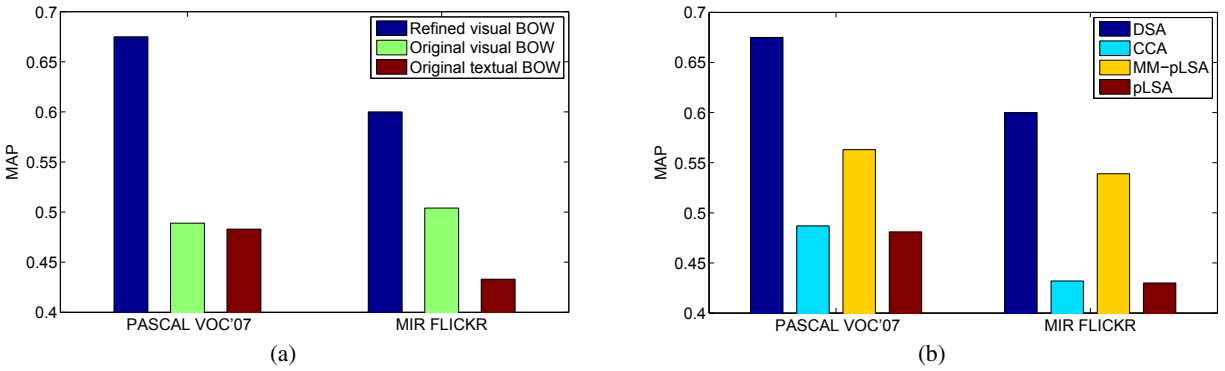 0.7
0.65
0.6
0.55
0.5
0.45
0.4
MAP
Refined visual BOW
Original visual BOW
Original textual BOW
PASCAL VOC'07
MIR FLICKR
(a)
0.7
0.65
0.6
0.55
0.5
0.45
0.4
MAP
DSA
CCA
MM−pLSA
pLSA
PASCAL VOC'07
MIR FLICKR
(b)